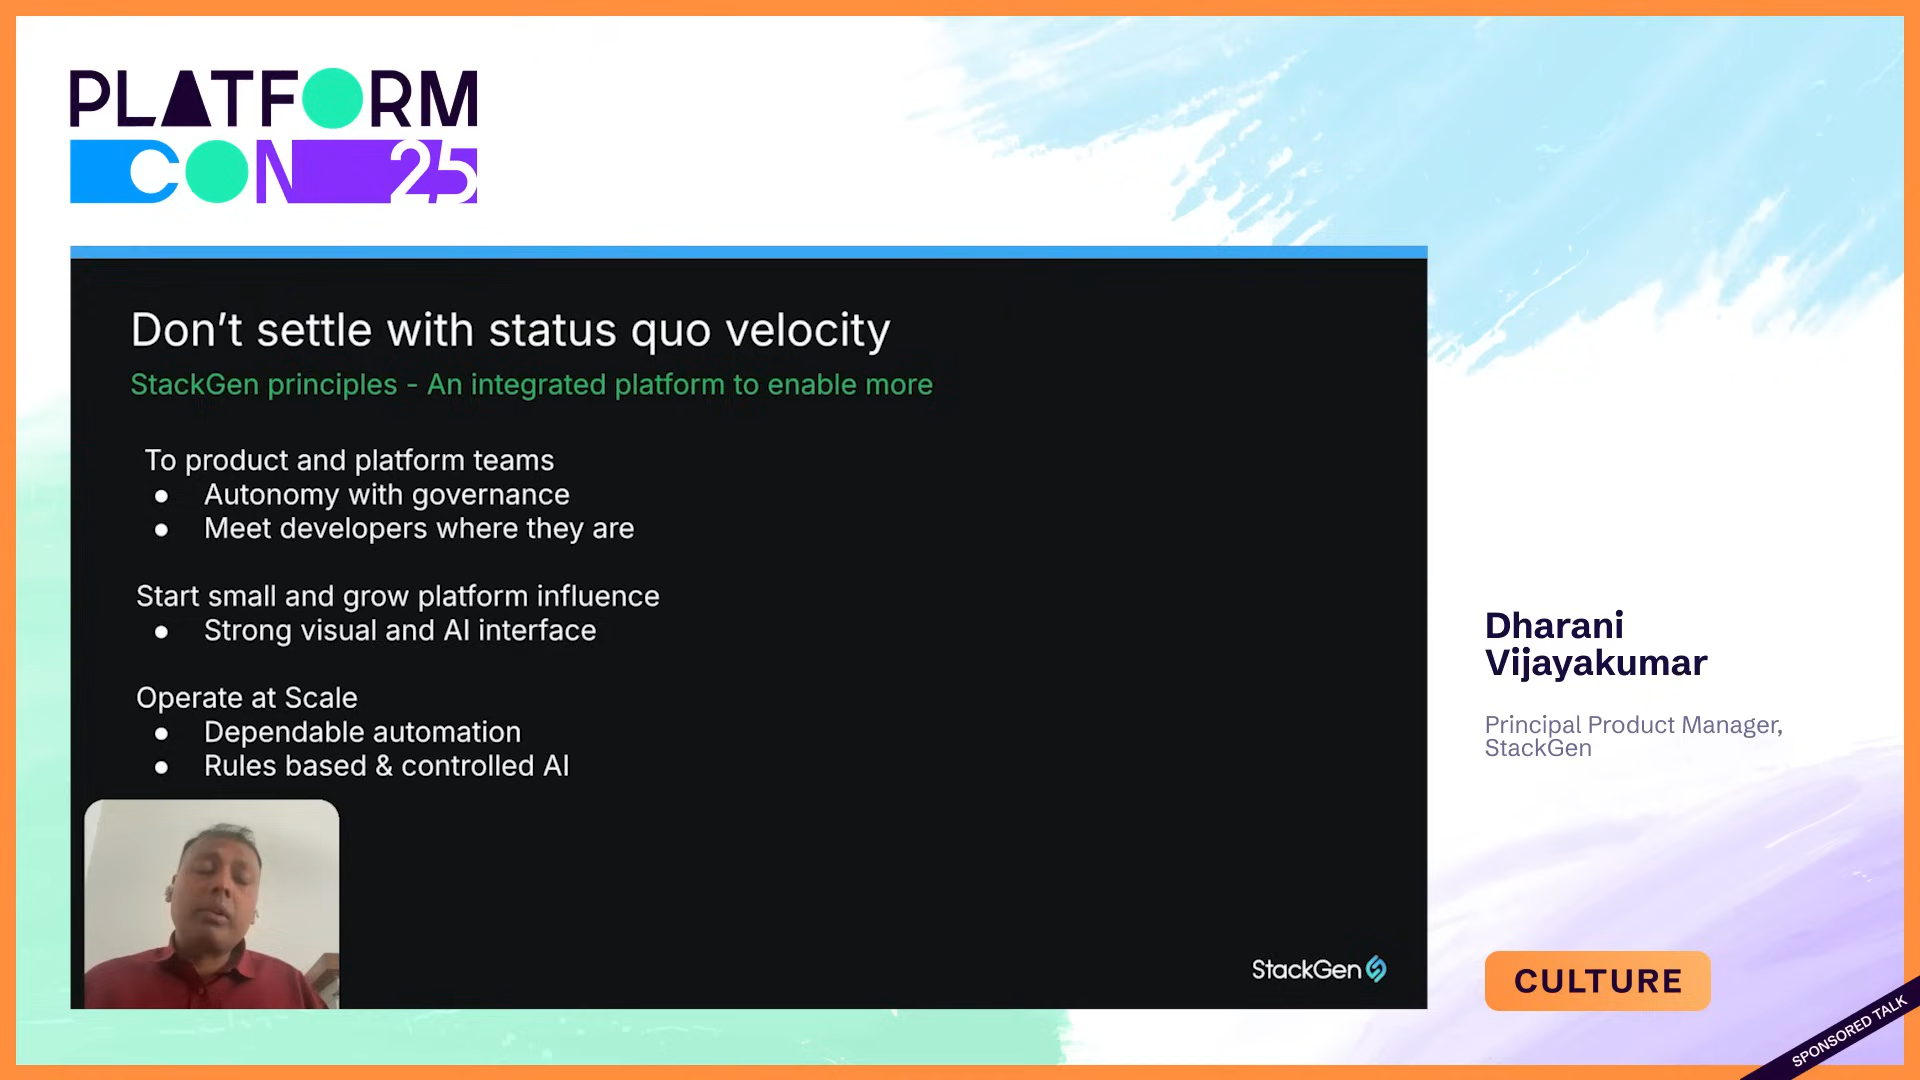 PLATFORM
CON 25
Don’t settle with status quo velocity
StackGen principles - An integrated platform to enable more
To product and platform teams
● Autonomy with governance
● Meet developers where they are
Start small and grow platform influence
● Strong visual and AI interface
Operate at Scale
● Dependable automation
● Rules based & controlled AI
StackGen
Dharani
Vijayakumar
Principal Product Manager,
StackGen
CULTURE
SPONSORED TALK